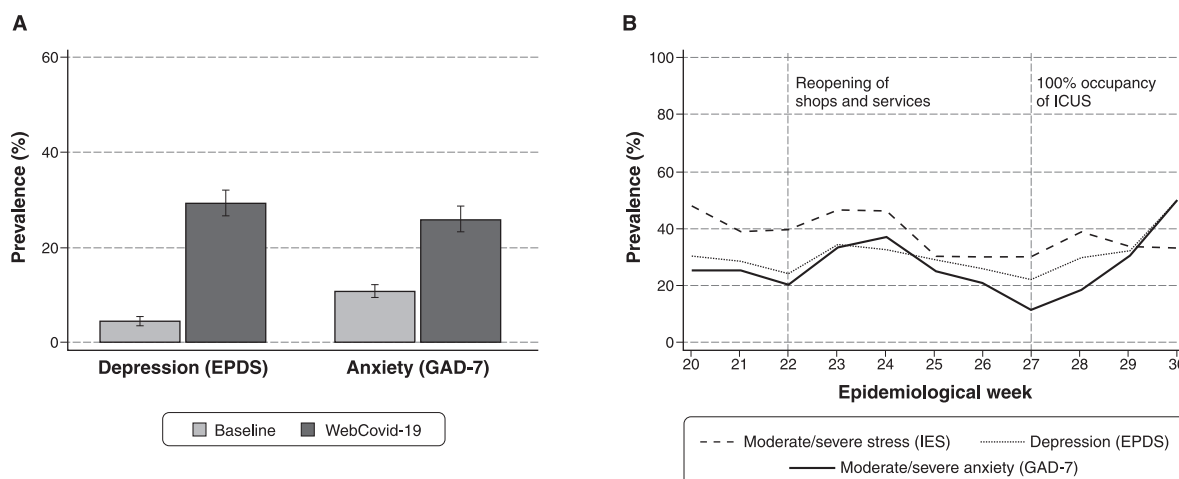 A
Prevalence (%)
60
40
20
0
Depression (EPDS)
Anxiety (GAD-7)
Baseline
WebCovid-19
B
Prevalence (%)
100
80
60
40
20
0
Reopening of
shops and services
100% occupancy
of ICUS
20 21 22 23 24 25 26 27 28 29 30
Epidemiological week
Moderate/severe stress (IES)
Depression (EPDS)
Moderate/severe anxiety (GAD-7)